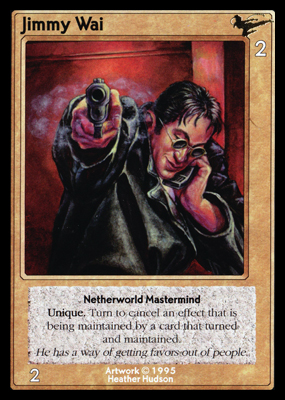 Jimmy Wai
2
Netherworld Mastermind
Unique. Turn to cancel an effect that is
being maintained by a card that turned
and maintained.
He has a way of getting favors out of people.
2
Artwork © 1995
Heather Hudson